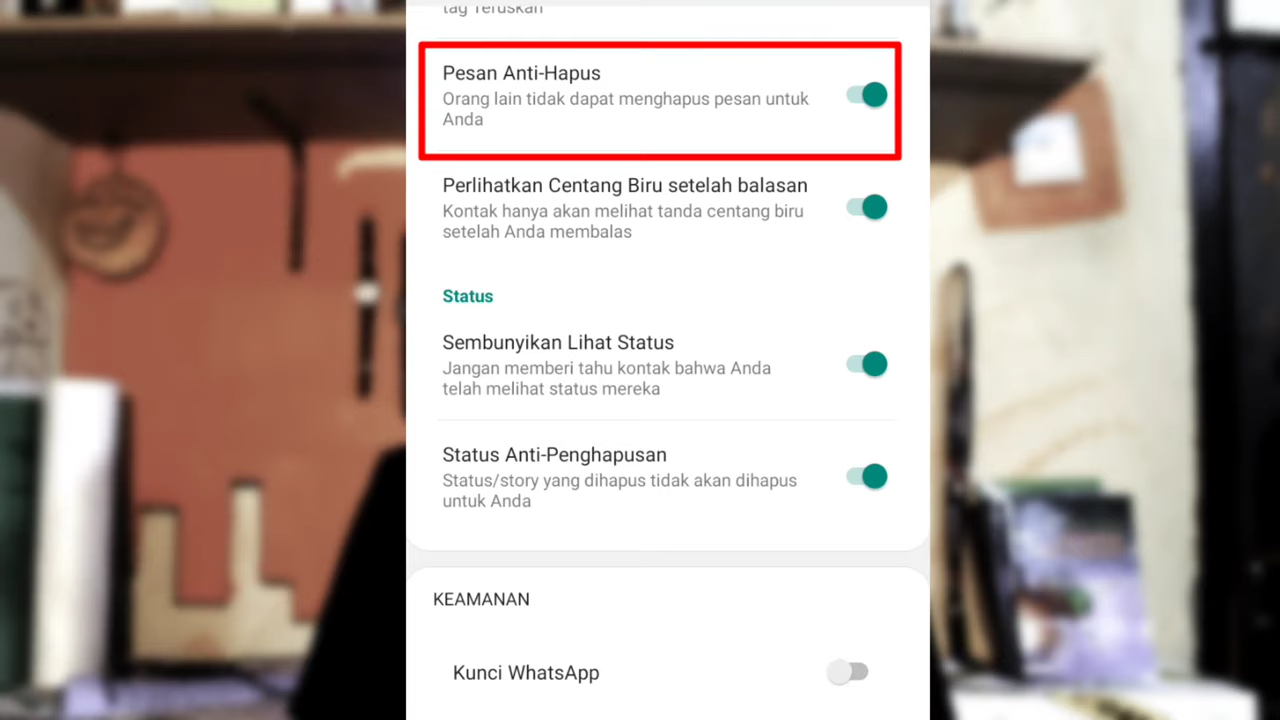 tag Teruskan
Pesan Anti-Hapus
Orang lain tidak dapat menghapus pesan untuk
Anda
Perlihatkan Centang Biru setelah balasan
Kontak hanya akan melihat tanda centang biru
setelah Anda membalas
Status
Sembunyikan Lihat Status
Jangan memberi tahu kontak bahwa Anda
telah melihat status mereka
Status Anti-Penghapusan
Status/story yang dihapus tidak akan dihapus
untuk Anda
KEAMANAN
Kunci WhatsApp